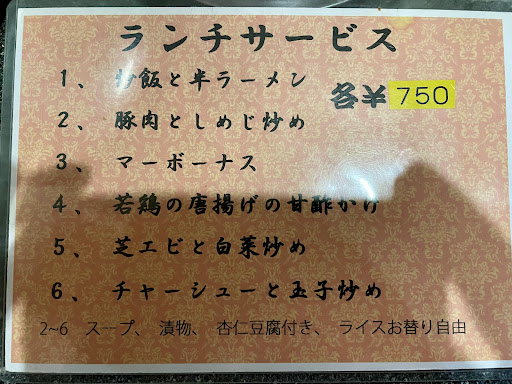 ランチサービス
1、 炒飯と半ラーメン
各¥750
2、 豚肉としめじ炒め
3、 マーボーナス
4、 若鶏の唐揚げの甘酢かけ
5、 芝エビと白菜炒め
6、 チャーシューと玉子炒め
2~6 スープ、 漬物、 杏仁豆腐付き、 ライスお替り自由